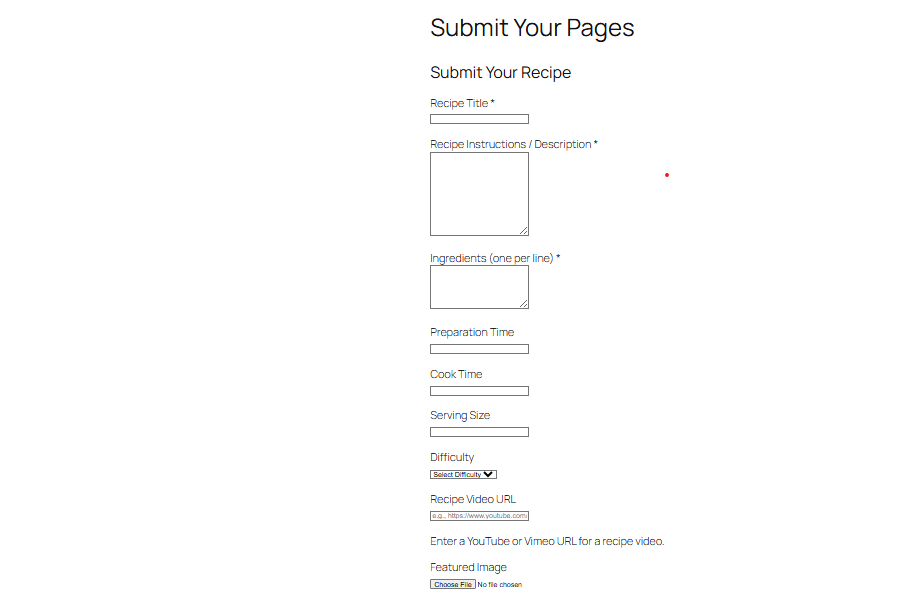 Submit Your Pages
Submit Your Recipe
Recipe Title *
Recipe Instructions / Description *
Ingredients (one per line) *
Preparation Time
Cook Time
Serving Size
Difficulty
Select Difficulty
Recipe Video URL
e.g., https://www.youtube.com/
Enter a YouTube or Vimeo URL for a recipe video.
Featured Image
Choose File No file chosen